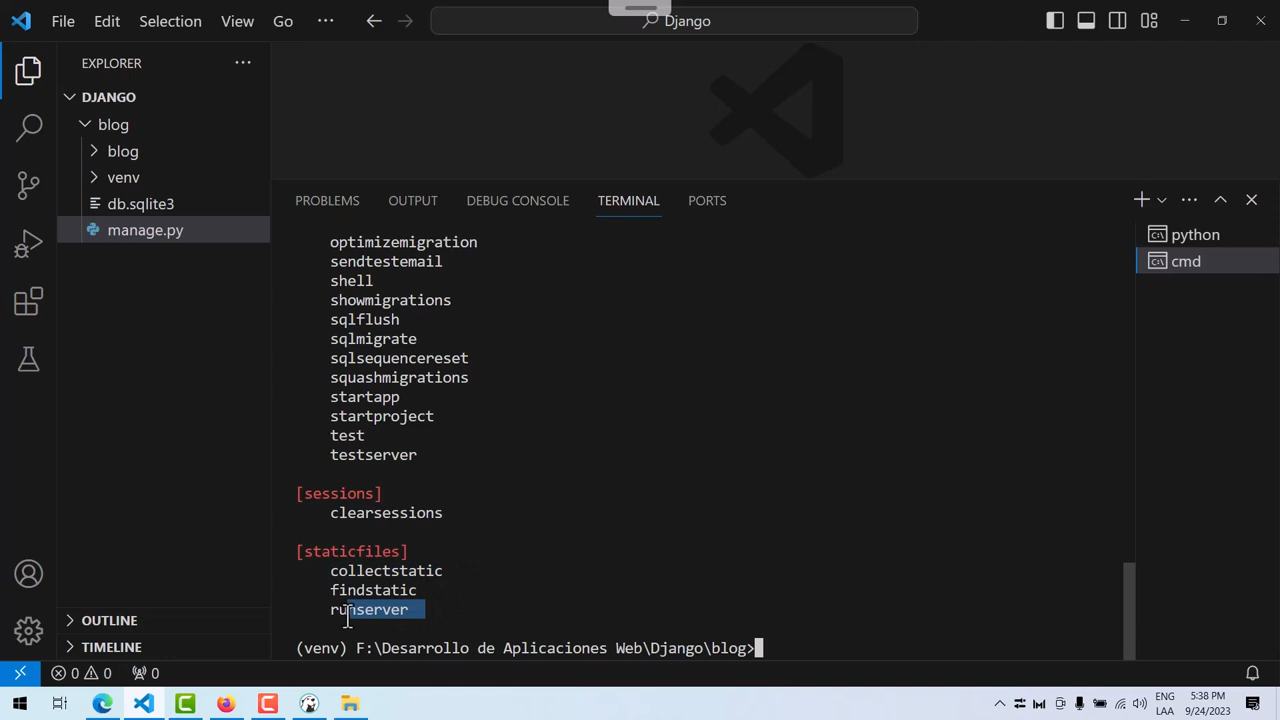 File Edit Selection View Go ··· Django
EXPLORER ···
DJANGO
blog
blog
venv
db.sqlite3
manage.py
OUTLINE
TIMELINE
PROBLEMS OUTPUT DEBUG CONSOLE TERMINAL PORTS
optimizemigration
sendtestemail
shell
showmigrations
sqlflush
sqlmigrate
sqlsequencereset
squashmigrations
startapp
startproject
test
testserver
[sessions]
clearsessions
[staticfiles]
collectstatic
findstatic
runserver
(venv) F:\Desarrollo de Aplicaciones Web\Django\blog>
python
cmd
0 0 0
ENG
LAA
5:38 PM
9/24/2023